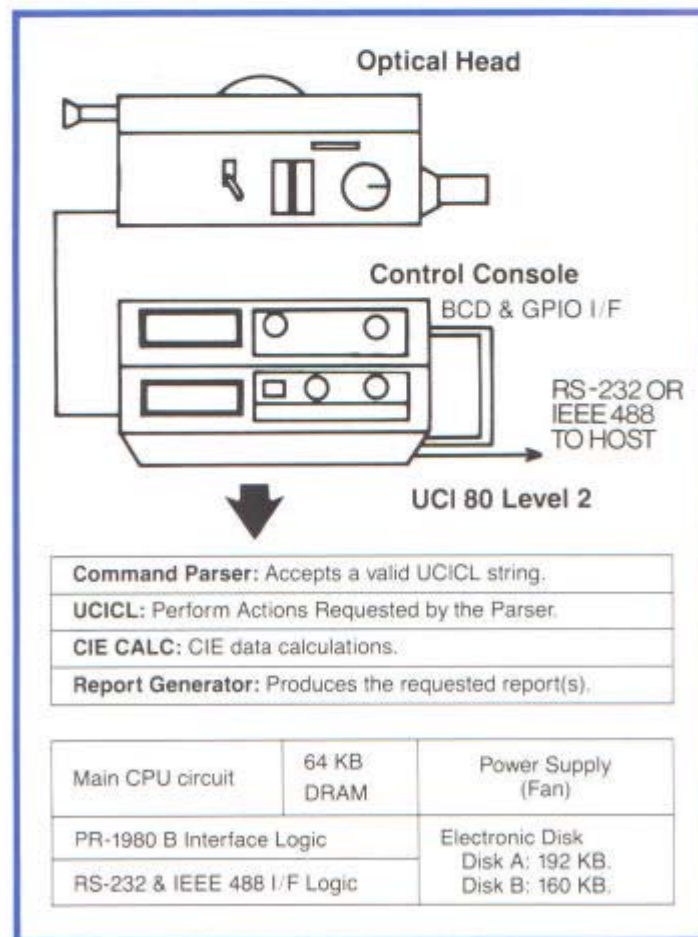 Optical Head
Control Console
BCD & GPIO I/F
RS-232 OR
IEEE 488
TO HOST
UCI 80 Level 2
Command Parser: Accepts a valid UCICL string.
UCICL: Perform Actions Requested by the Parser.
CIE CALC: CIE data calculations.
Report Generator: Produces the requested report(s).
Main CPU circuit
64 KB
DRAM
Power Supply
(Fan)
PR-1980 B Interface Logic
RS-232 & IEEE 488 I/F Logic
Electronic Disk
Disk A: 192 KB.
Disk B: 160 KB.